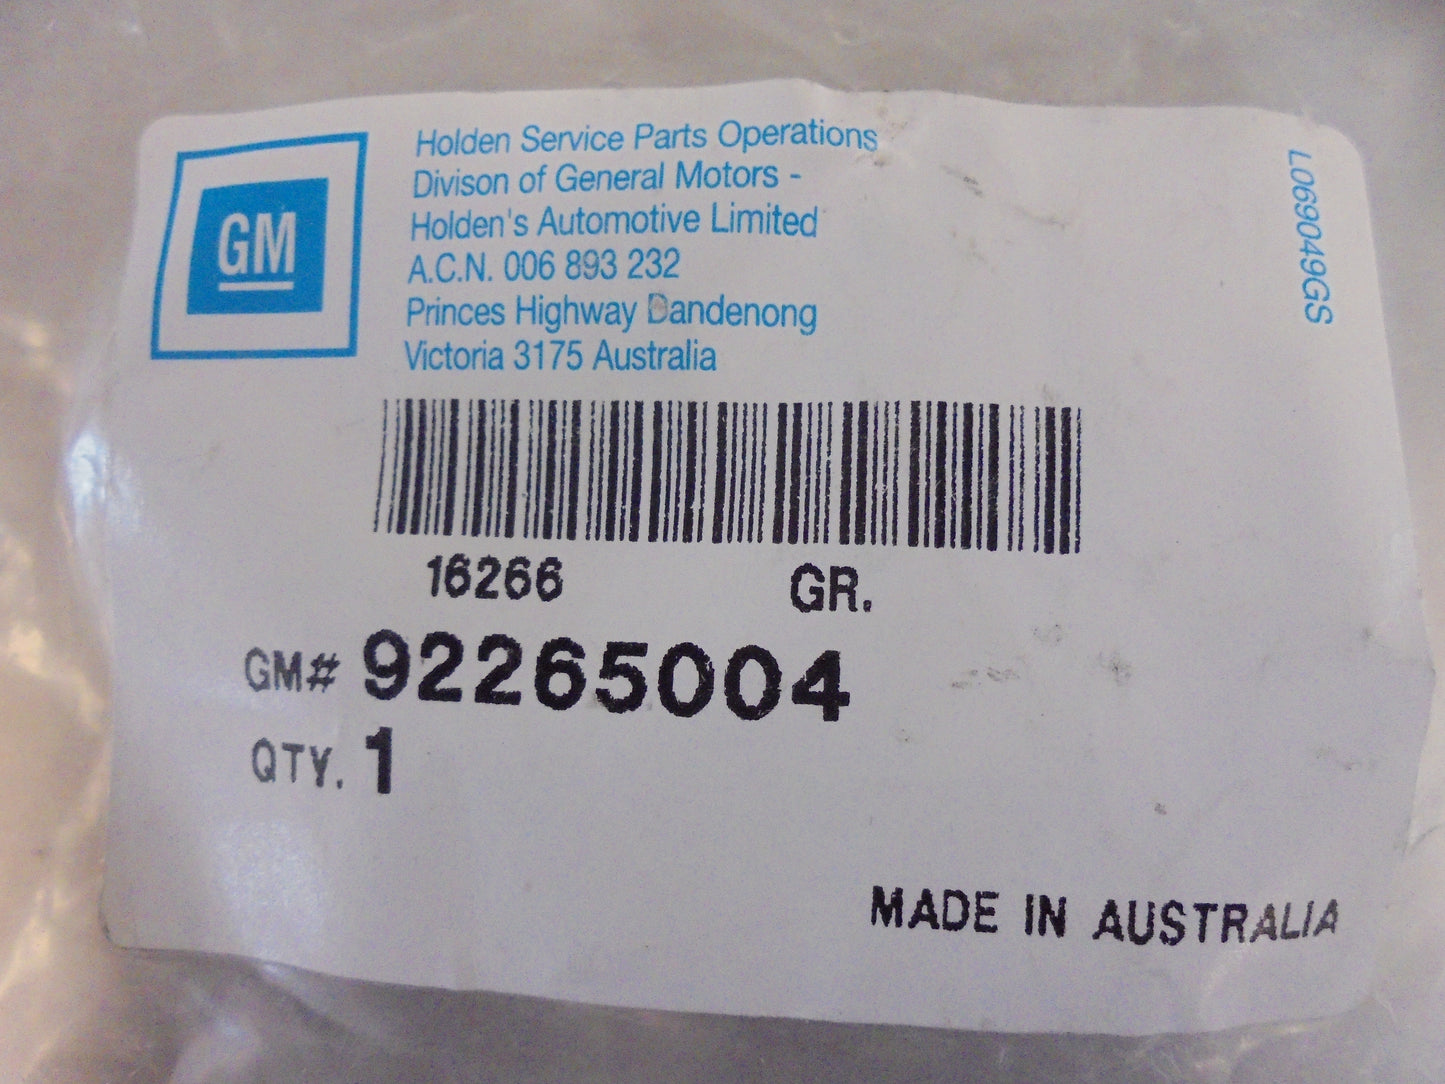 GM
Holden Service Parts Operations
Divison of General Motors -
Holden's Automotive Limited
A.C.N. 006 893 232
Princes Highway Dandenong
Victoria 3175 Australia
L069049GS
16266 GR.
GM# 92265004
QTY. 1
MADE IN AUSTRALIA